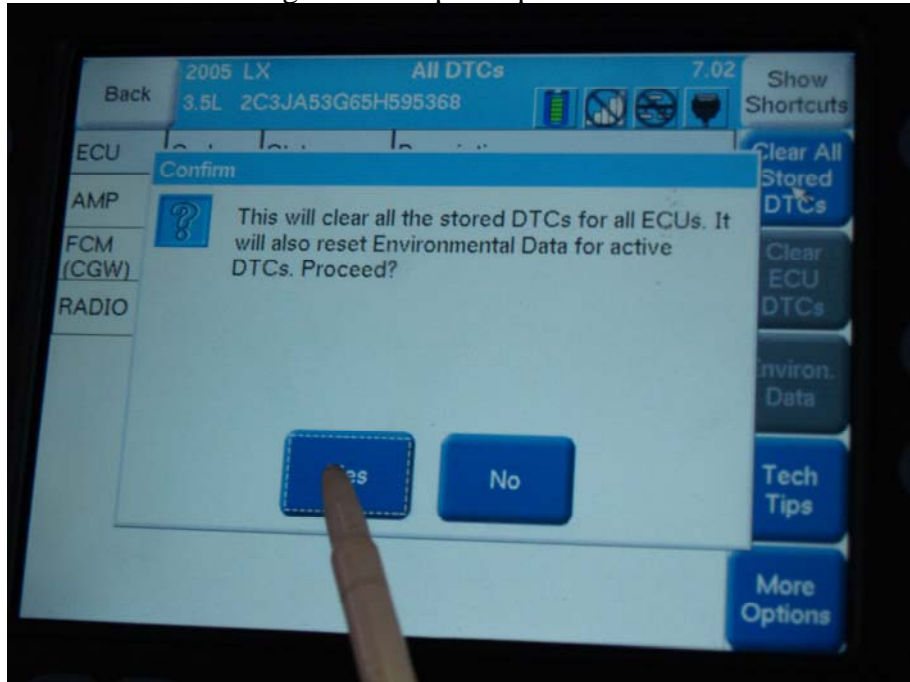 Back
2005 LX All DTCs 7.02
3.5L 2C3JA53G65H595368
Show
Shortcuts
ECU
AMP
FCM
(CGW)
RADIO
Confirm
This will clear all the stored DTCs for all ECUs. It
will also reset Environmental Data for active
DTCs. Proceed?
Yes
No
Clear All
Stored
DTCs
Clear
ECU
DTCs
Environ.
Data
Tech
Tips
More
Options